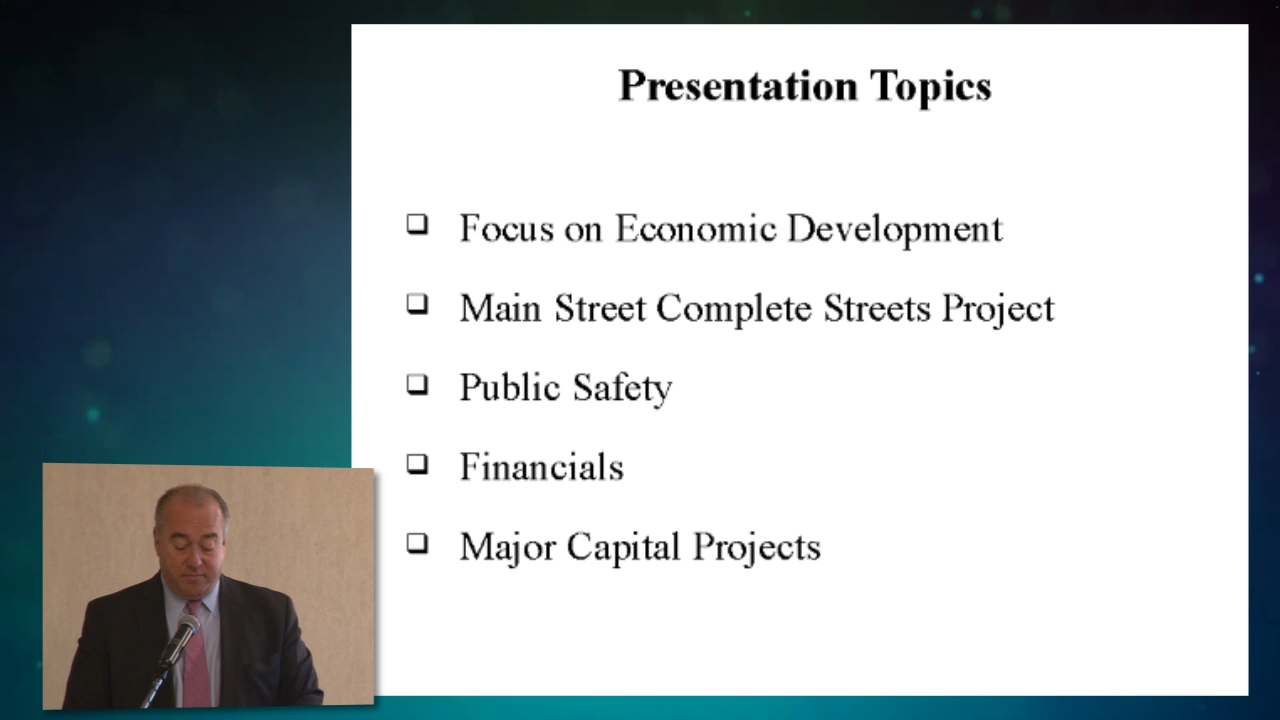 Presentation Topics
Focus on Economic Development
Main Street Complete Streets Project
Public Safety
Financials
Major Capital Projects